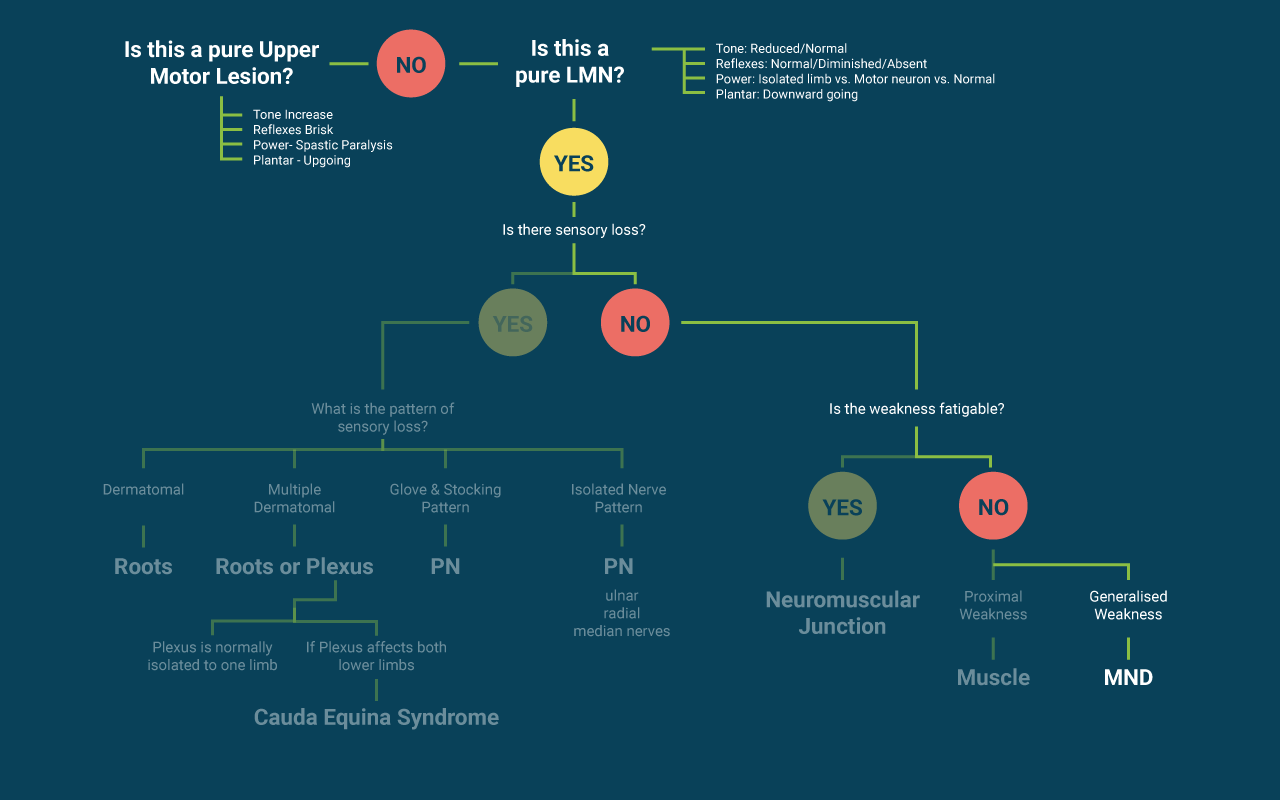 Is this a pure Upper
Motor Lesion?
NO
Is this a
pure LMN?
Tone: Reduced/Normal
Reflexes: Normal/Diminished/Absent
Power: Isolated limb vs. Motor neuron vs. Normal
Plantar: Downward going
Tone Increase
Reflexes Brisk
Power- Spastic Paralysis
Plantar - Upgoing
YES
Is there sensory loss?
YES
NO
What is the pattern of
sensory loss?
Dermatomal
Roots
Multiple
Dermatomal
Roots or Plexus
Glove & Stocking
Pattern
PN
Isolated Nerve
Pattern
PN
ulnar
radial
median nerves
Plexus is normally
isolated to one limb
If Plexus affects both
lower limbs
Cauda Equina Syndrome
Is the weakness fatigable?
YES
NO
Neuromuscular
Junction
Proximal
Weakness
Muscle
Generalised
Weakness
MND